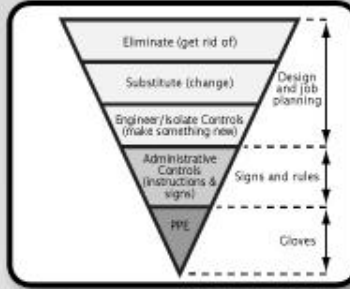 Eliminate (get rid of)
Substitute (change)
Engineer/Isolate Controls
(make something new)
Administrative
Controls
(instructions &
signs)
PPE
Design
and job
planning
Signs and rules
Gloves